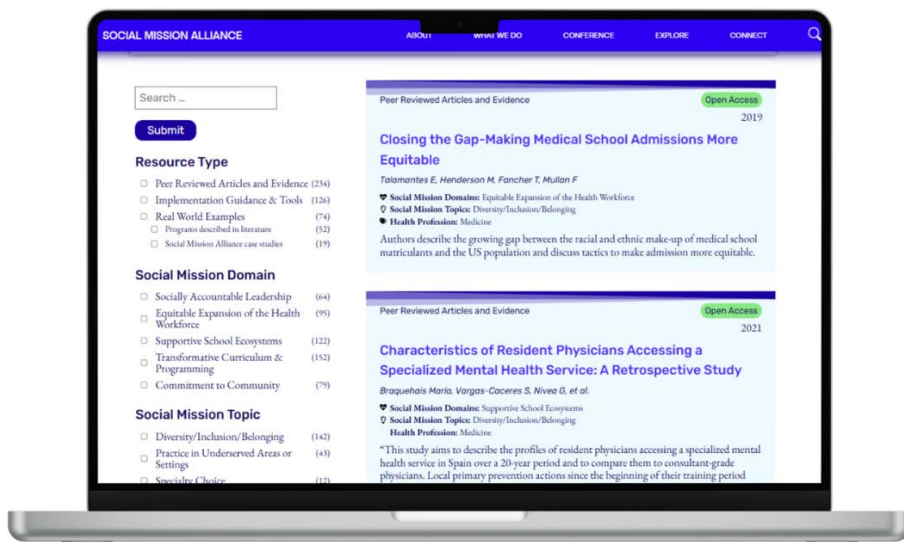 SOCIAL MISSION ALLIANCE
ABOUT
WHAT WE DO
CONFERENCE
EXPLORE
CONNECT
Search ...
Submit
Resource Type
Peer Reviewed Articles and Evidence (234)
Implementation Guidance & Tools (126)
Real World Examples (74)
Programs described in literature (52)
Social Mission Alliance case studies (19)
Social Mission Domain
Socially Accountable Leadership (64)
Equitable Expansion of the Health (95)
Workforce
Supportive School Ecosystems (122)
Transformative Curriculum & (152)
Programming
Commitment to Community (79)
Social Mission Topic
Diversity/Inclusion/Belonging (142)
Practice in Underserved Areas or (43)
Settings
Specialty Choice (12)
Peer Reviewed Articles and Evidence
Open Access
2019
Closing the Gap-Making Medical School Admissions More
Equitable
Talamantes E, Henderson M, Fancher T, Mullan F
Social Mission Domains: Equitable Expansion of the Health Workforce
Social Mission Topics: Diversity/Inclusion/Belonging
Health Profession: Medicine
Authors describe the growing gap between the racial and ethnic make-up of medical school
matriculants and the US population and discuss tactics to make admission more equitable.
Peer Reviewed Articles and Evidence
Open Access
2021
Characteristics of Resident Physicians Accessing a
Specialized Mental Health Service: A Retrospective Study
Braquehais Maria, Vargas-Caceres S, Nivea G, et al.
Social Mission Domains: Supportive School Ecosystems
Social Mission Topics: Diversity/Inclusion/Belonging
Health Profession: Medicine
"This study aims to describe the profiles of resident physicians accessing a specialized mental
health service in Spain over a 20-year period and to compare them to consultant-grade
physicians. Local primary prevention actions since the beginning of their training period